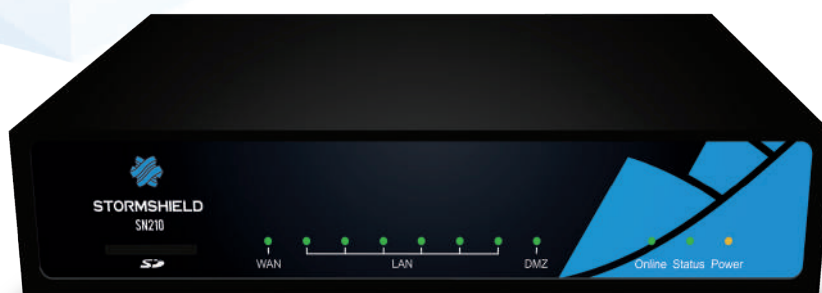 STORMSHIELD
SN210
SD
WAN LAN DMZ
Online Status Power